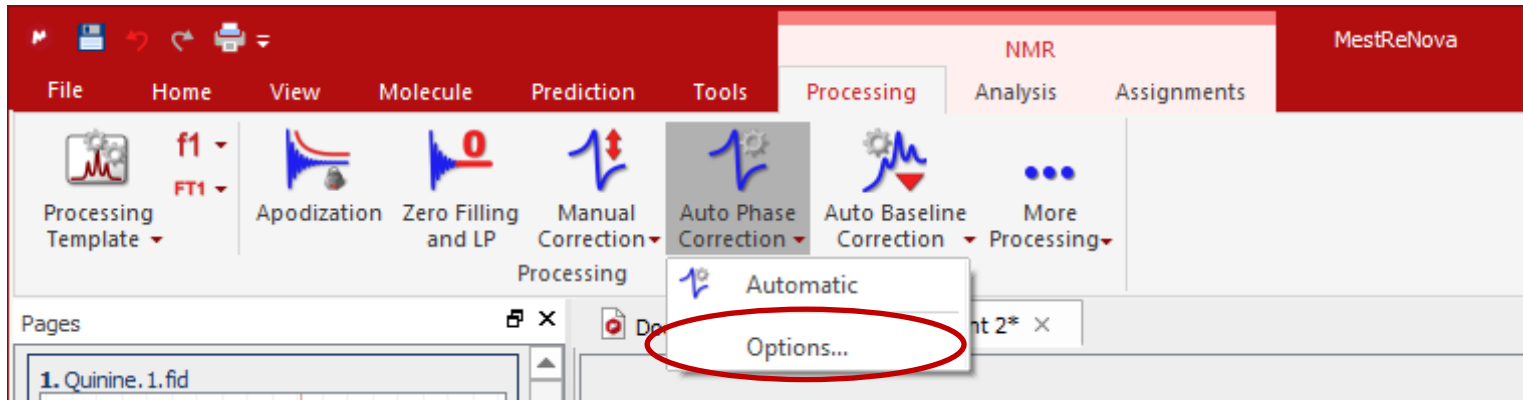 NMR
MestReNova
File Home View Molecule Prediction Tools Processing Analysis Assignments
f1
0
FT1
Processing Template
Apodization
Zero Filling and LP
Manual Correction
Auto Phase Correction
Auto Baseline Correction
More Processing
Processing
Automatic
Options...
Pages
Do
nt 2* ×
1. Quinine.1.fid